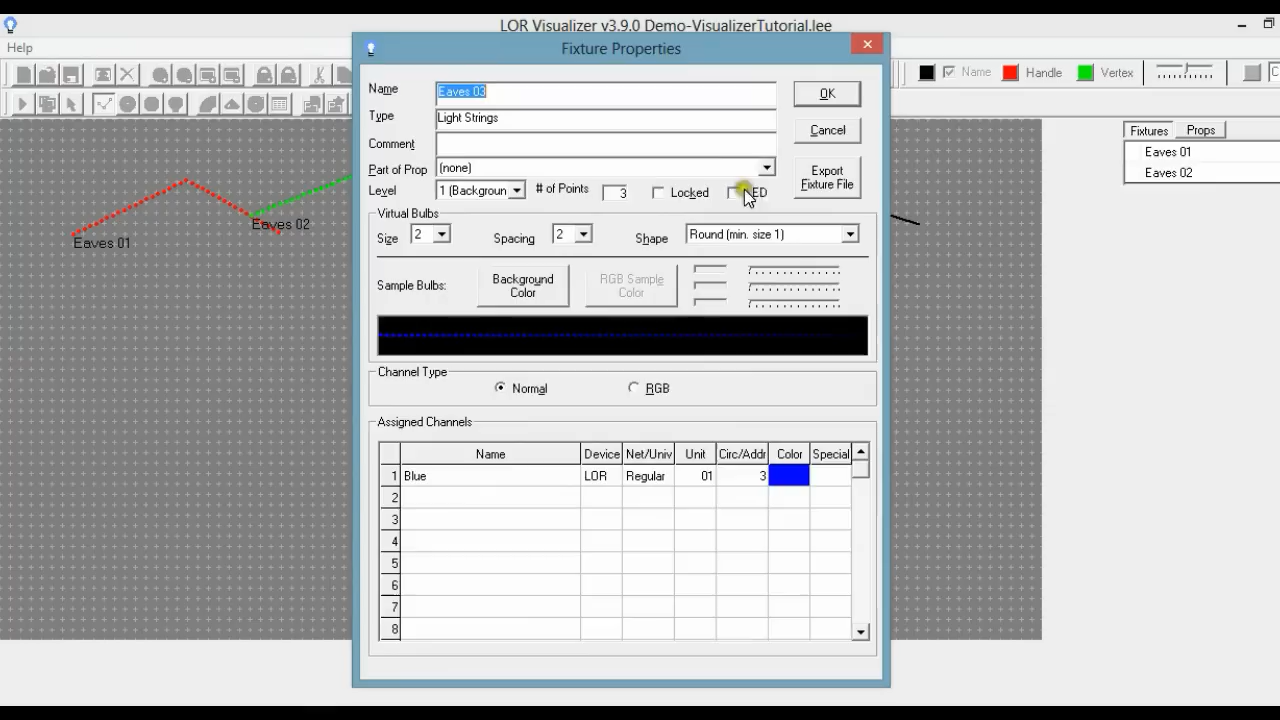 LOR Visualizer v3.9.0 Demo-VisualizerTutorial.lee
Help
Fixture Properties
Name Eaves 03 OK
Type Light Strings
Comment Cancel
Part of Prop (none)
Export Fixture File
Level 1 (Backgroun # of Points 3 Locked
Virtual Bulbs
Size 2 Spacing 2 Shape Round (min. size 1)
Sample Bulbs: Background Color RGB Sample Color
Channel Type
Normal RGB
Assigned Channels
Name Device Net/Univ Unit Circ/Addr Color Special
1 Blue LOR Regular 01 3
2
3
4
5
6
7
8
Name Handle Vertex
Fixtures Props
Eaves 01
Eaves 02
Eaves 01
Eaves 02